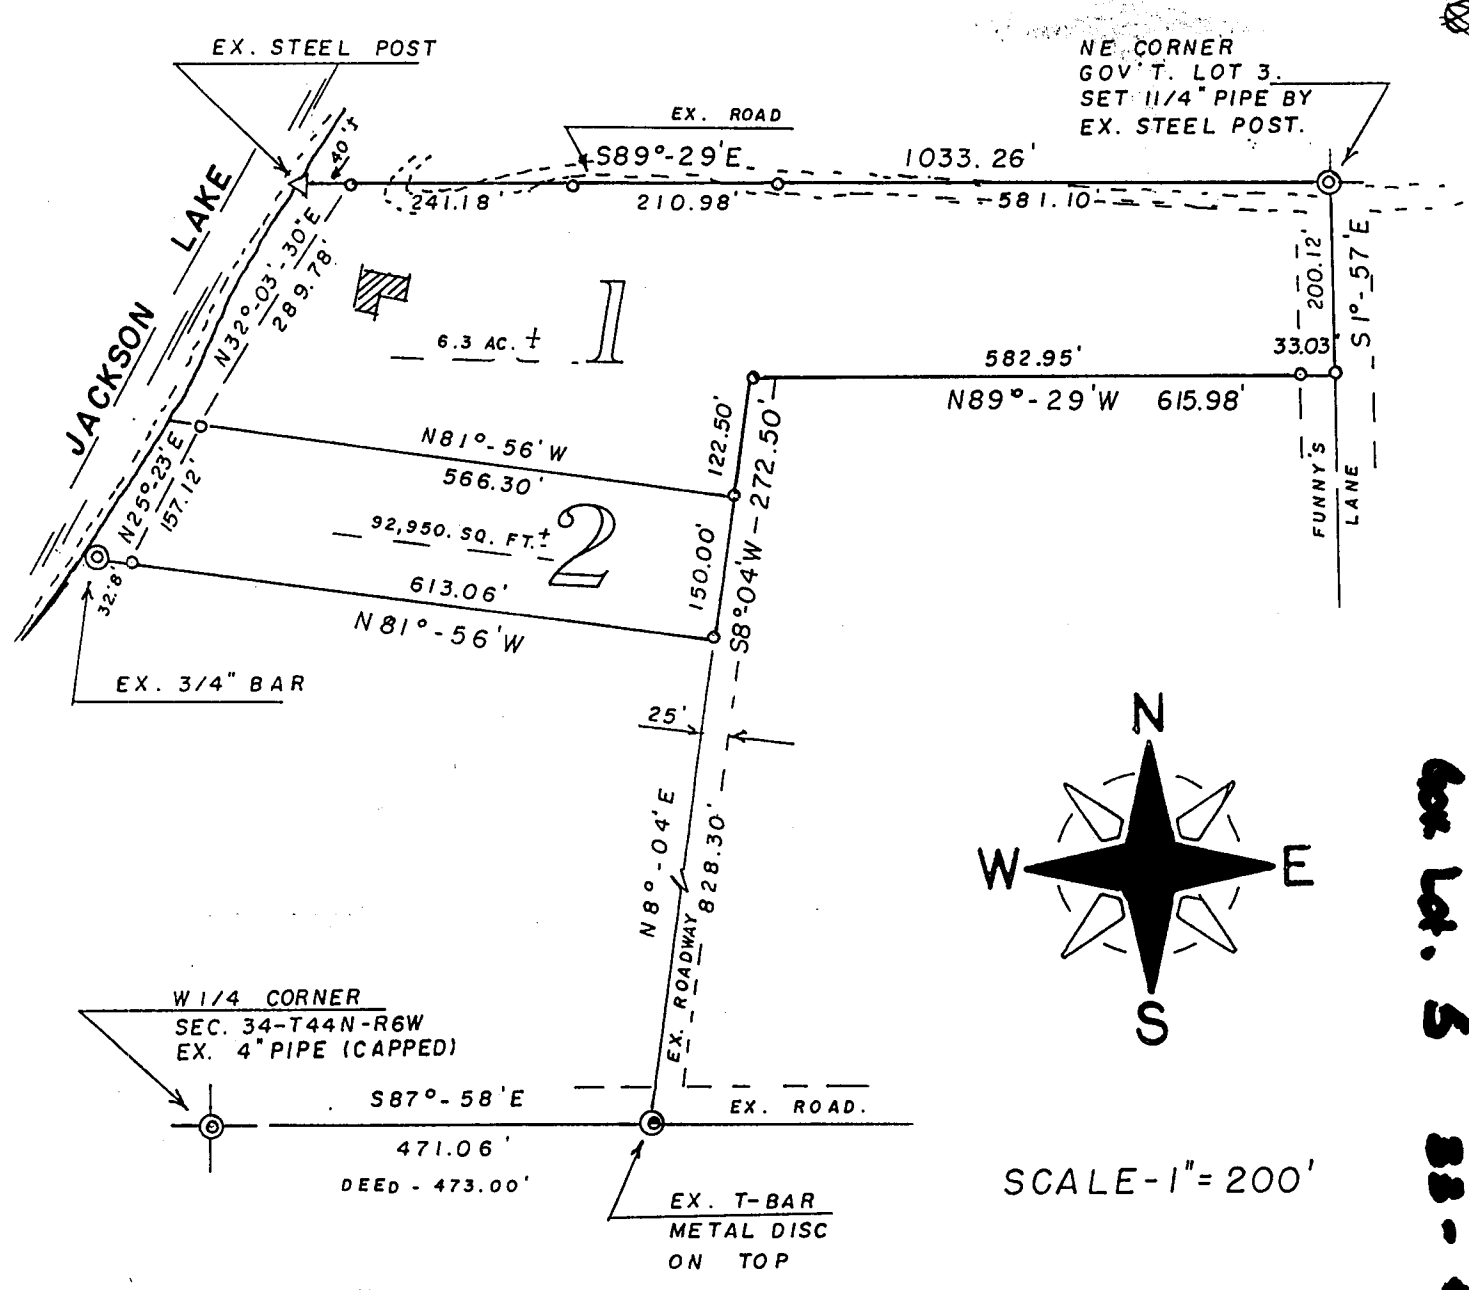 EX. STEEL POST
NE CORNER
GOV'T. LOT 3.
SET 1 1/4" PIPE BY
EX. STEEL POST.
EX. ROAD
40'±
S89°-29'E
1033.26'
241.18'
210.98'
581.10
JACKSON LAKE
N32°-03'-30"E
289.78'
1
6.3 AC. ±
200.12'
S1°-57'E
33.03'
582.95'
N89°-29'W 615.98'
122.50'
272.50'
N81°-56'W
566.30'
N25°-23'E
157.12'
92,950. SQ. FT.±
2
150.00'
S8°-04'W
FUNNY'S
LANE
32.8'
613.06'
N81°-56'W
EX. 3/4" BAR
25'
N8°-04'E
828.30'
EX. ROADWAY
N
W
E
S
W 1/4 CORNER
SEC. 34-T44N-R6W
EX. 4" PIPE (CAPPED)
S87°-58'E
471.06'
DEED - 473.00'
EX. ROAD.
EX. T-BAR
METAL DISC
ON TOP
SCALE-1"=200'
Lot.